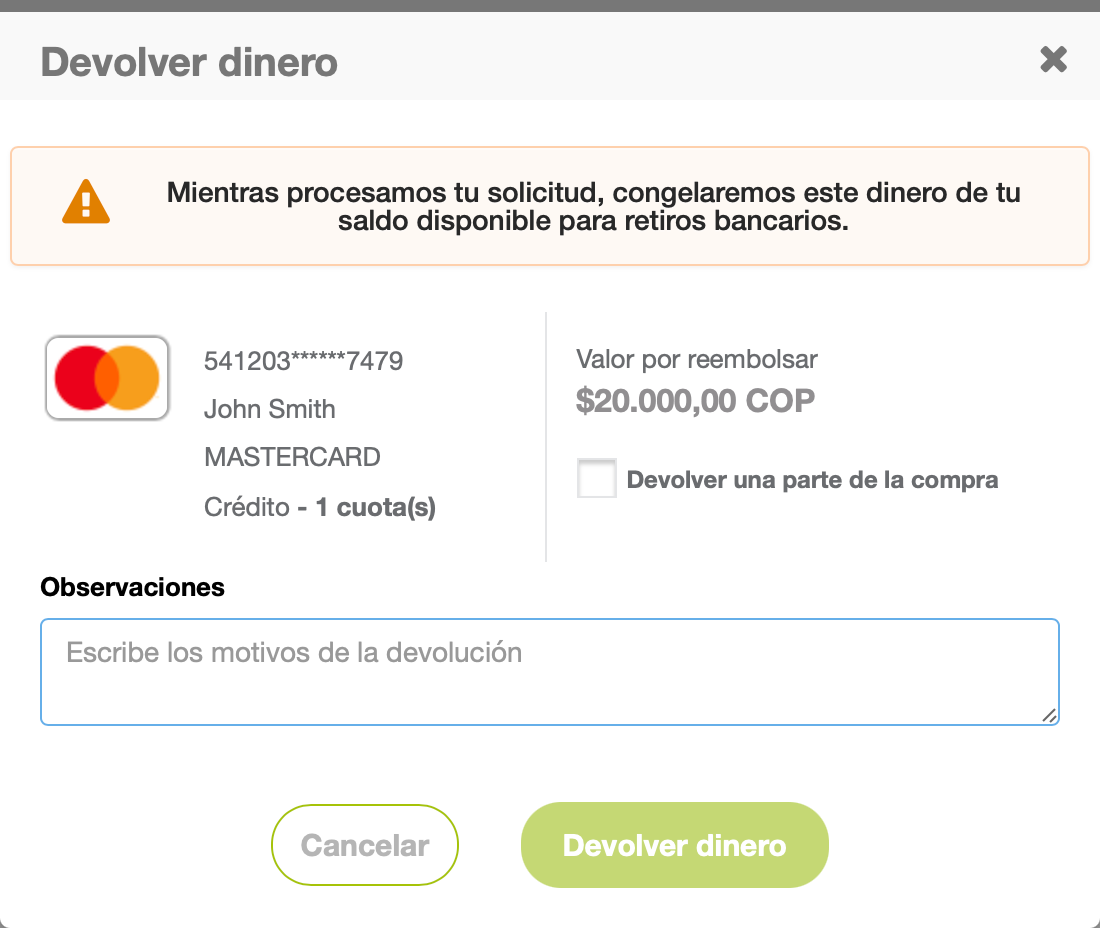 Devolver dinero
Mientras procesamos tu solicitud, congelaremos este dinero de tu
saldo disponible para retiros bancarios.
541203******7479
John Smith
MASTERCARD
Crédito - 1 cuota(s)
Valor por reembolsar
$20.000,00 COP
Devolver una parte de la compra
Observaciones
Escribe los motivos de la devolución
Cancelar
Devolver dinero